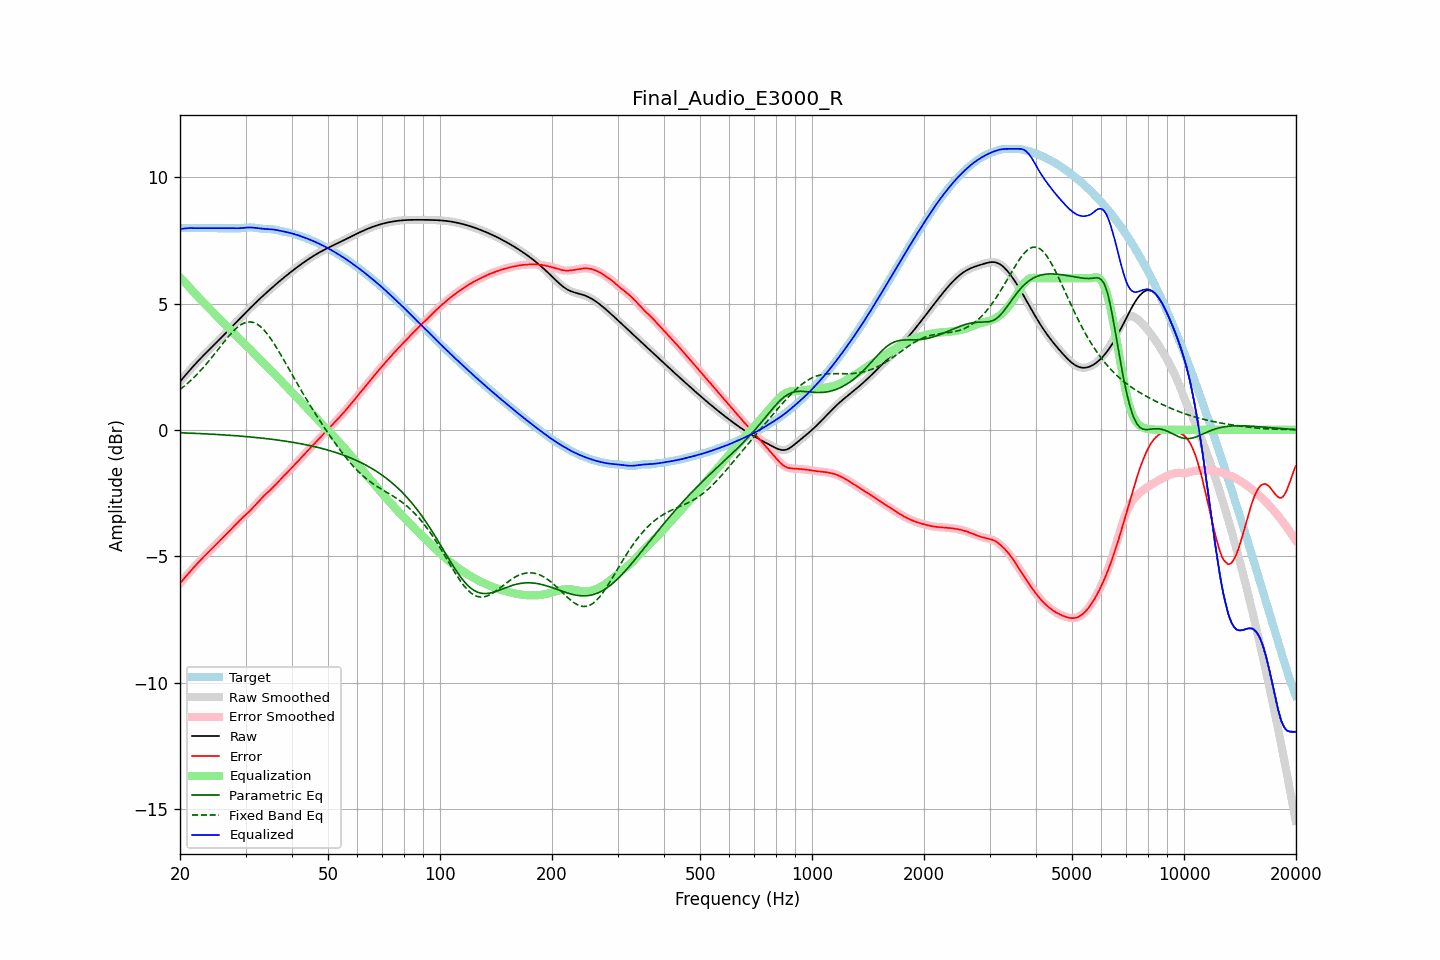 Final_Audio_E3000_R
10
5
0
−5
−10
−15
Amplitude (dBr)
Target
Raw Smoothed
Error Smoothed
Raw
Error
Equalization
Parametric Eq
Fixed Band Eq
Equalized
20 50 100 200 500 1000 2000 5000 10000 20000
Frequency (Hz)